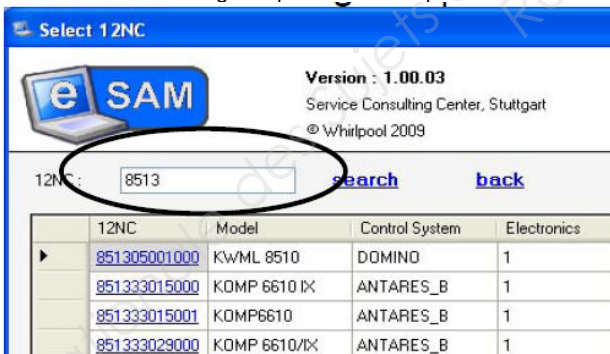 Select 12NC
e SAM
Version : 1.00.03
Service Consulting Center, Stuttgart
© Whirlpool 2009
12NC : 8513 search back
12NC Model Control System Electronics
851305001000 KWML 8510 DOMINO 1
851333015000 KOMP 6610 IX ANTARES_B 1
851333015001 KOMP6610 ANTARES_B 1
851333029000 KOMP 6610/IX ANTARES_B 1
des Sujets